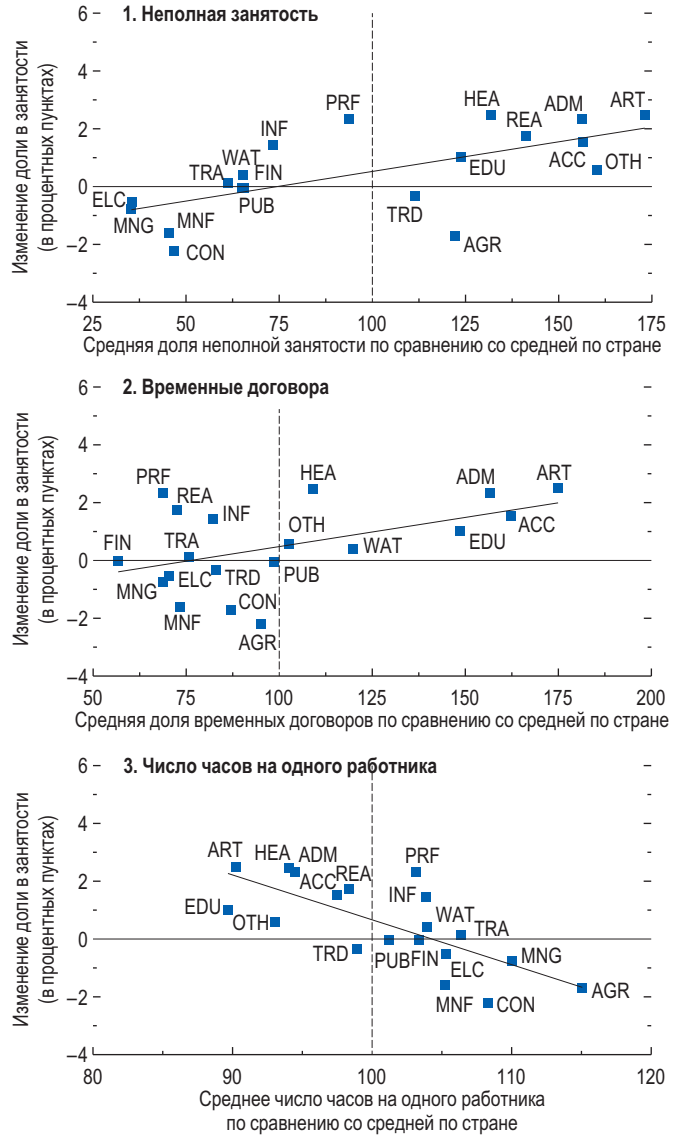 1. Неполная занятость
Изменение доли в занятости
(в процентных пунктах)
6
4
2
0
–2
–4
PRF
HEA
ADM
ART
INF
REA
WAT
TRA
FIN
EDU
ACC
OTH
ELC
PUB
TRD
MNG
MNF
AGR
CON
25
50
75
100
125
150
175
Средняя доля неполной занятости по сравнению со средней по стране
2. Временные договора
Изменение доли в занятости
(в процентных пунктах)
6
4
2
0
–2
–4
PRF
HEA
ADM
ART
REA
INF
OTH
ACC
FIN
TRA
WAT
EDU
MNG
ELC
TRD
PUB
MNF
CON
AGR
50
75
100
125
150
175
200
Средняя доля временных договоров по сравнению со средней по стране
3. Число часов на одного работника
Изменение доли в занятости
(в процентных пунктах)
6
4
2
0
–2
–4
ART
HEA
ADM
PRF
ACC
REA
INF
EDU
OTH
WAT
TRA
TRD
PUB
FIN
ELC
MNG
MNF
CON
AGR
80
90
100
110
120
Среднее число часов на одного работника
по сравнению со средней по стране